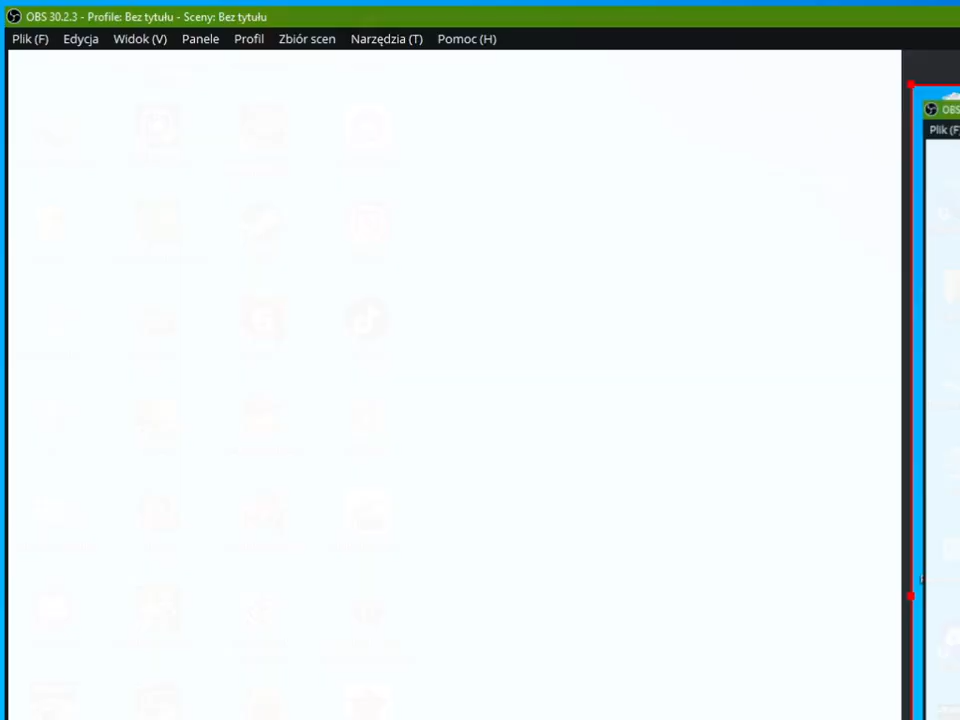 OBS 30.2.3 - Profile: Bez tytułu - Sceny: Bez tytułu
Plik (F) Edycja Widok (V) Panele Profil Zbiór scen Narzędzia (T) Pomoc (H)
OBS
Plik (F)